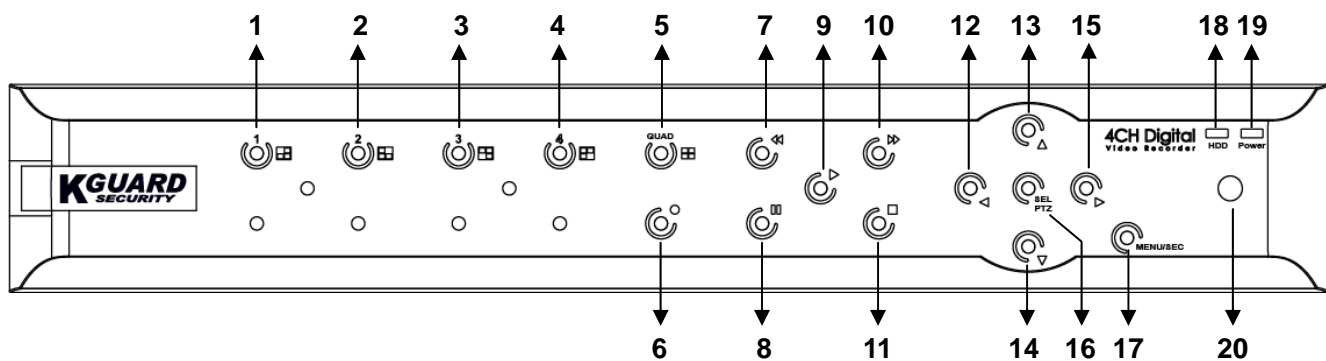 1 2 3 4 5 7 9 10 12 13 15 18 19
1 2 3 4 QUAD
4CH Digital
Video Recorder
HDD Power
KGUARD
SECURITY
SEL
PTZ
MENU/SEC
6 8 11 14 16 17 20